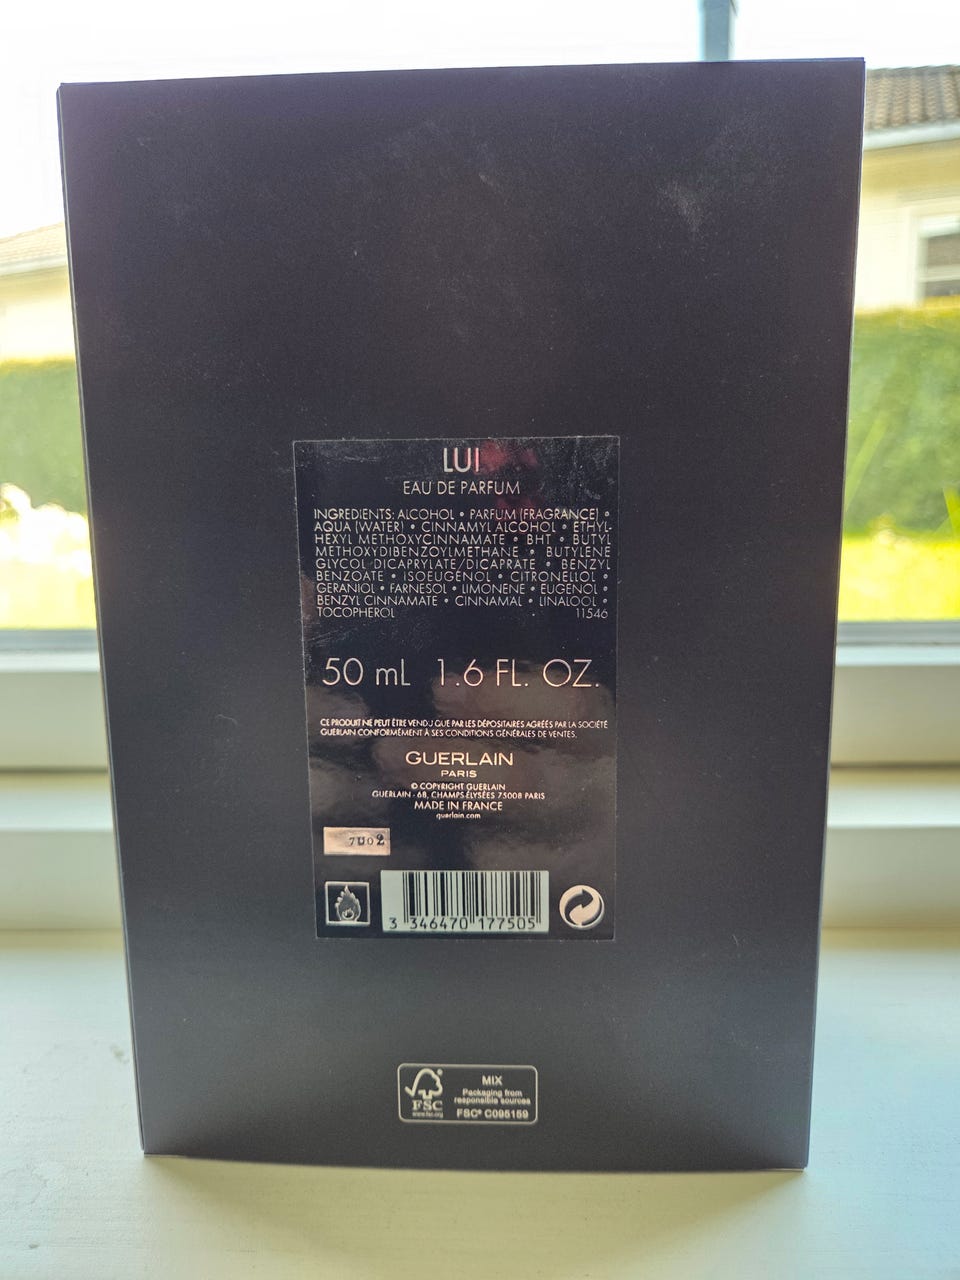 LUI
EAU DE PARFUM
INGREDIENTS: ALCOHOL • PARFUM (FRAGRANCE) •
AQUA (WATER) • CINNAMYL ALCOHOL • ETHYL-
HEXYL METHOXYCINNAMATE • BHT • BUTYL
METHOXYDIBENZOYLMETHANE • BUTYLENE
GLYCOL DICAPRYLATE/DICAPRATE • BENZYL
BENZOATE • ISOEUGENOL • CITRONELLOL •
GERANIOL • FARNESOL • LIMONENE • EUGENOL •
BENZYL CINNAMATE • CINNAMAL • LINALOOL •
TOCOPHEROL 11546
50 mL 1.6 FL. OZ.
CE PRODUIT NE PEUT ÊTRE VENDU QUE PAR LES DÉPOSITAIRES AGRÉÉS PAR LA SOCIÉTÉ
GUERLAIN CONFORMÉMENT À SES CONDITIONS GÉNÉRALES DE VENTES.
GUERLAIN
PARIS
© COPYRIGHT GUERLAIN
GUERLAIN - 68, CHAMPS-ÉLYSÉES 75008 PARIS
MADE IN FRANCE
guerlain.com
7U02
3 346470 177505
FSC
www.fsc.org
MIX
Packaging from
responsible sources
FSC® C095159